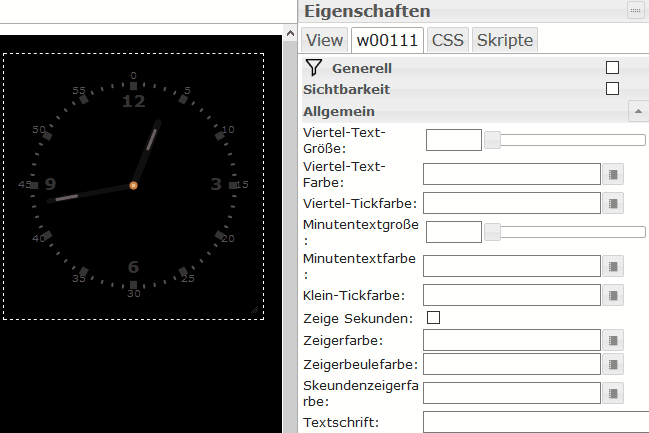 Eigenschaften
View w00111 CSS Skripte
Generell
Sichtbarkeit
Allgemein
Viertel-Text-
Größe:
Viertel-Text-
Farbe:
Viertel-Tickfarbe:
Minutentextgroße
:
Minutentextfarbe
:
Klein-Tickfarbe:
Zeige Sekunden:
Zeigerfarbe:
Zeigerbeulefarbe:
Skeundenzeigerfa
rbe:
Textschrift:
0
55 12 5
50 10
45 9 3 15
40 20
35 6 25
30